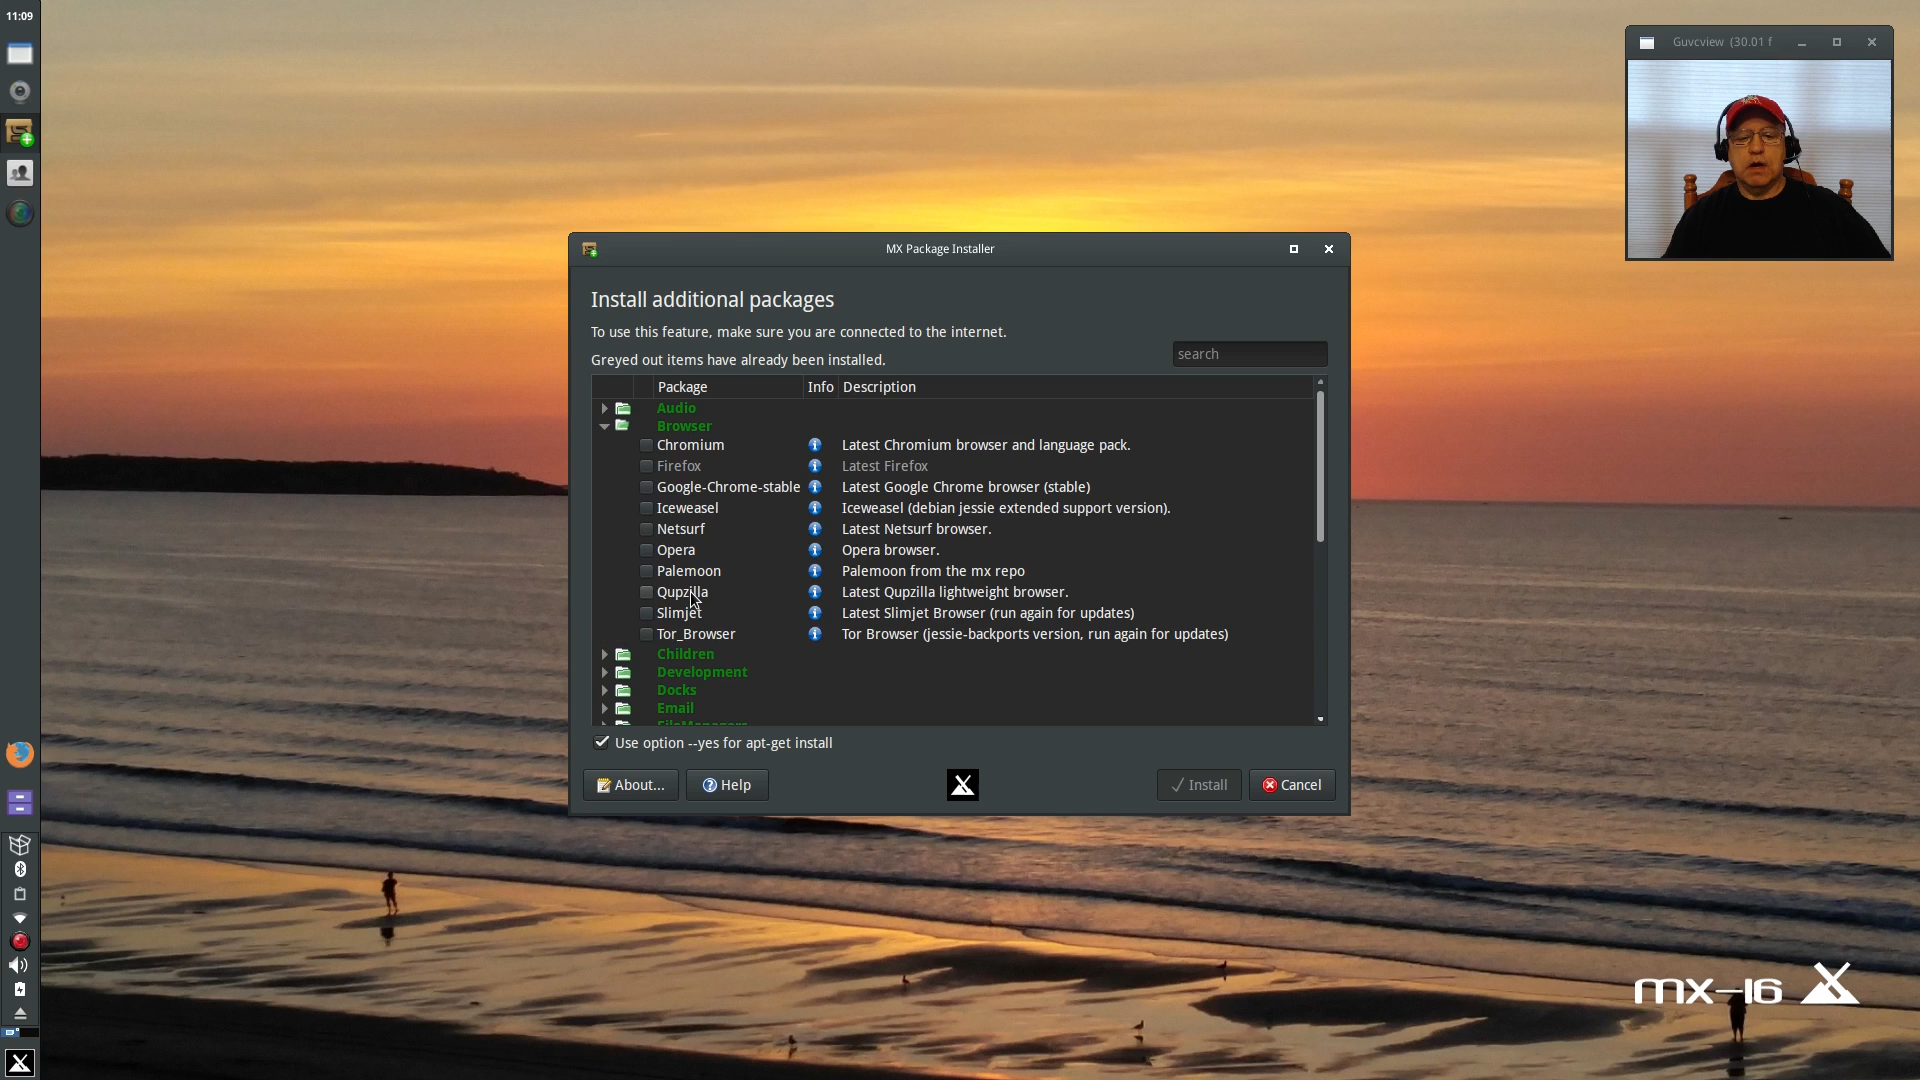 11:09
Guvcview (30.01 f
MX Package Installer
Install additional packages
To use this feature, make sure you are connected to the internet.
Greyed out items have already been installed.
search
Package Info Description
Audio
Browser
Chromium Latest Chromium browser and language pack.
Firefox Latest Firefox
Google-Chrome-stable Latest Google Chrome browser (stable)
Iceweasel Iceweasel (debian jessie extended support version).
Netsurf Latest Netsurf browser.
Opera Opera browser.
Palemoon Palemoon from the mx repo
Qupzilla Latest Qupzilla lightweight browser.
Slimjet Latest Slimjet Browser (run again for updates)
Tor_Browser Tor Browser (jessie-backports version, run again for updates)
Children
Development
Docks
Email
FileManagers
Use option --yes for apt-get install
About... Help Install Cancel
mx-16